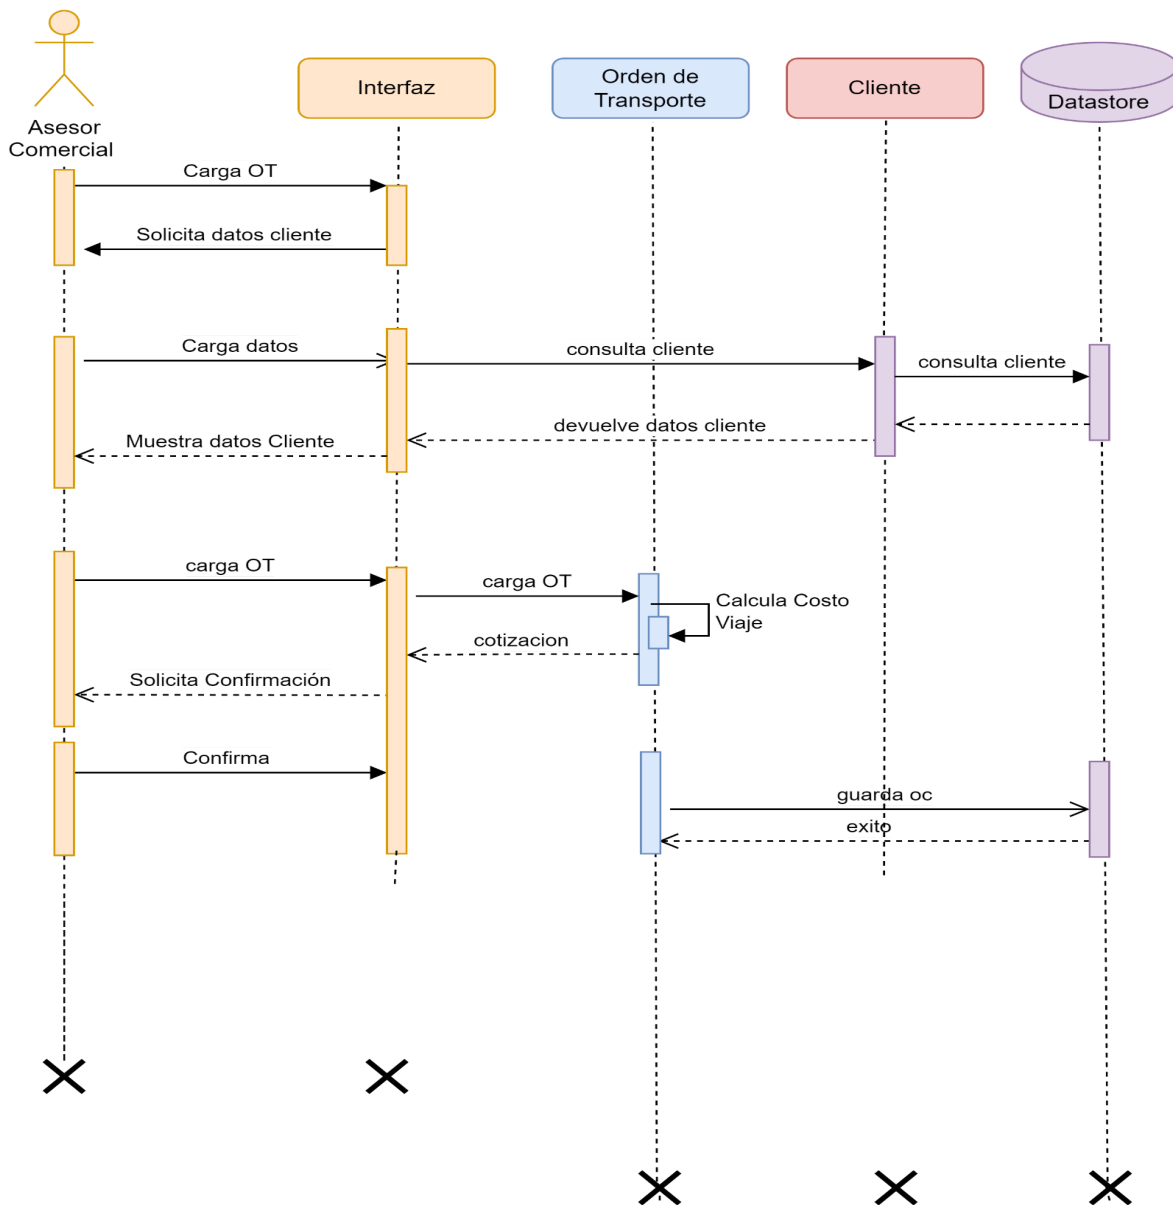 Asesor
Comercial
Interfaz
Orden de
Transporte
Cliente
Datastore
Carga OT
Solicita datos cliente
Carga datos
consulta cliente
consulta cliente
devuelve datos cliente
Muestra datos Cliente
carga OT
carga OT
Calcula Costo
Viaje
cotizacion
Solicita Confirmación
Confirma
guarda oc
exito